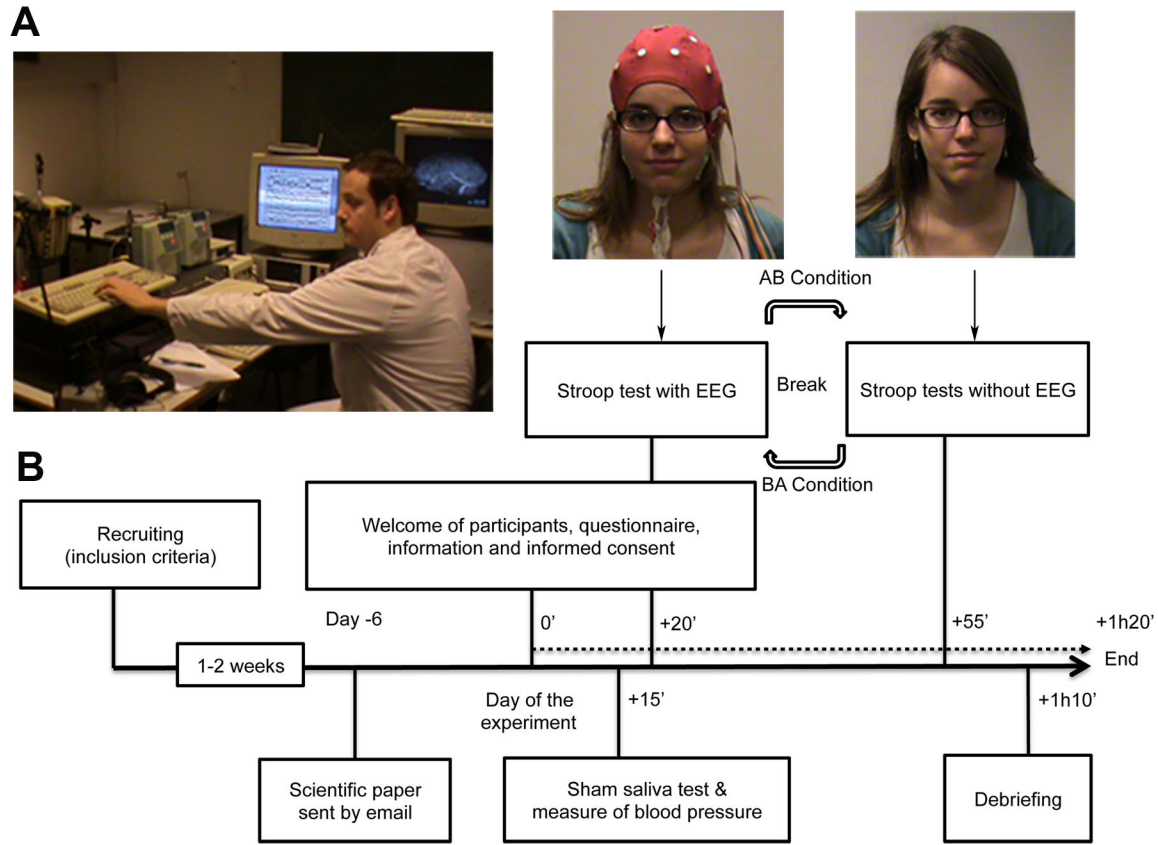 A
AB Condition
Stroop test with EEG
Break
Stroop tests without EEG
BA Condition
B
Recruiting
(inclusion criteria)
Welcome of participants, questionnaire,
information and informed consent
Day -6
0'
+20'
+55'
+1h20'
1-2 weeks
End
Day of the
experiment
+15'
+1h10'
Scientific paper
sent by email
Sham saliva test &
measure of blood pressure
Debriefing